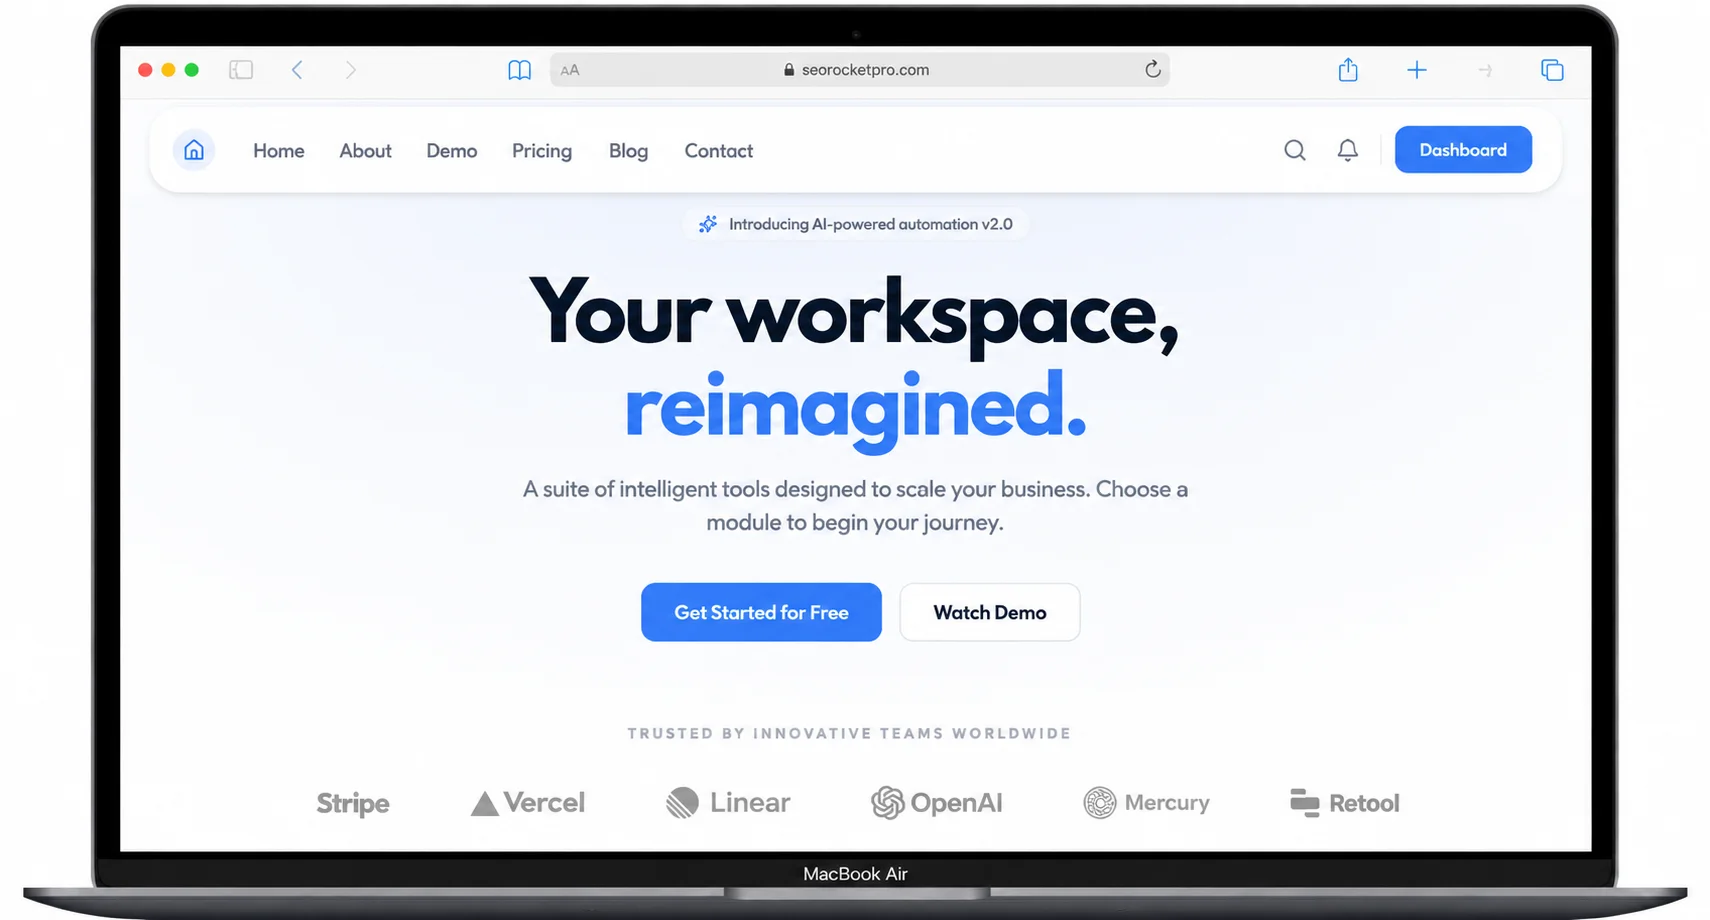 AA seorocketpro.com
Home About Demo Pricing Blog Contact Dashboard
Introducing AI-powered automation v2.0
Your workspace,
reimagined.
A suite of intelligent tools designed to scale your business. Choose a
module to begin your journey.
Get Started for Free Watch Demo
TRUSTED BY INNOVATIVE TEAMS WORLDWIDE
Stripe Vercel Linear OpenAI Mercury Retool
MacBook Air